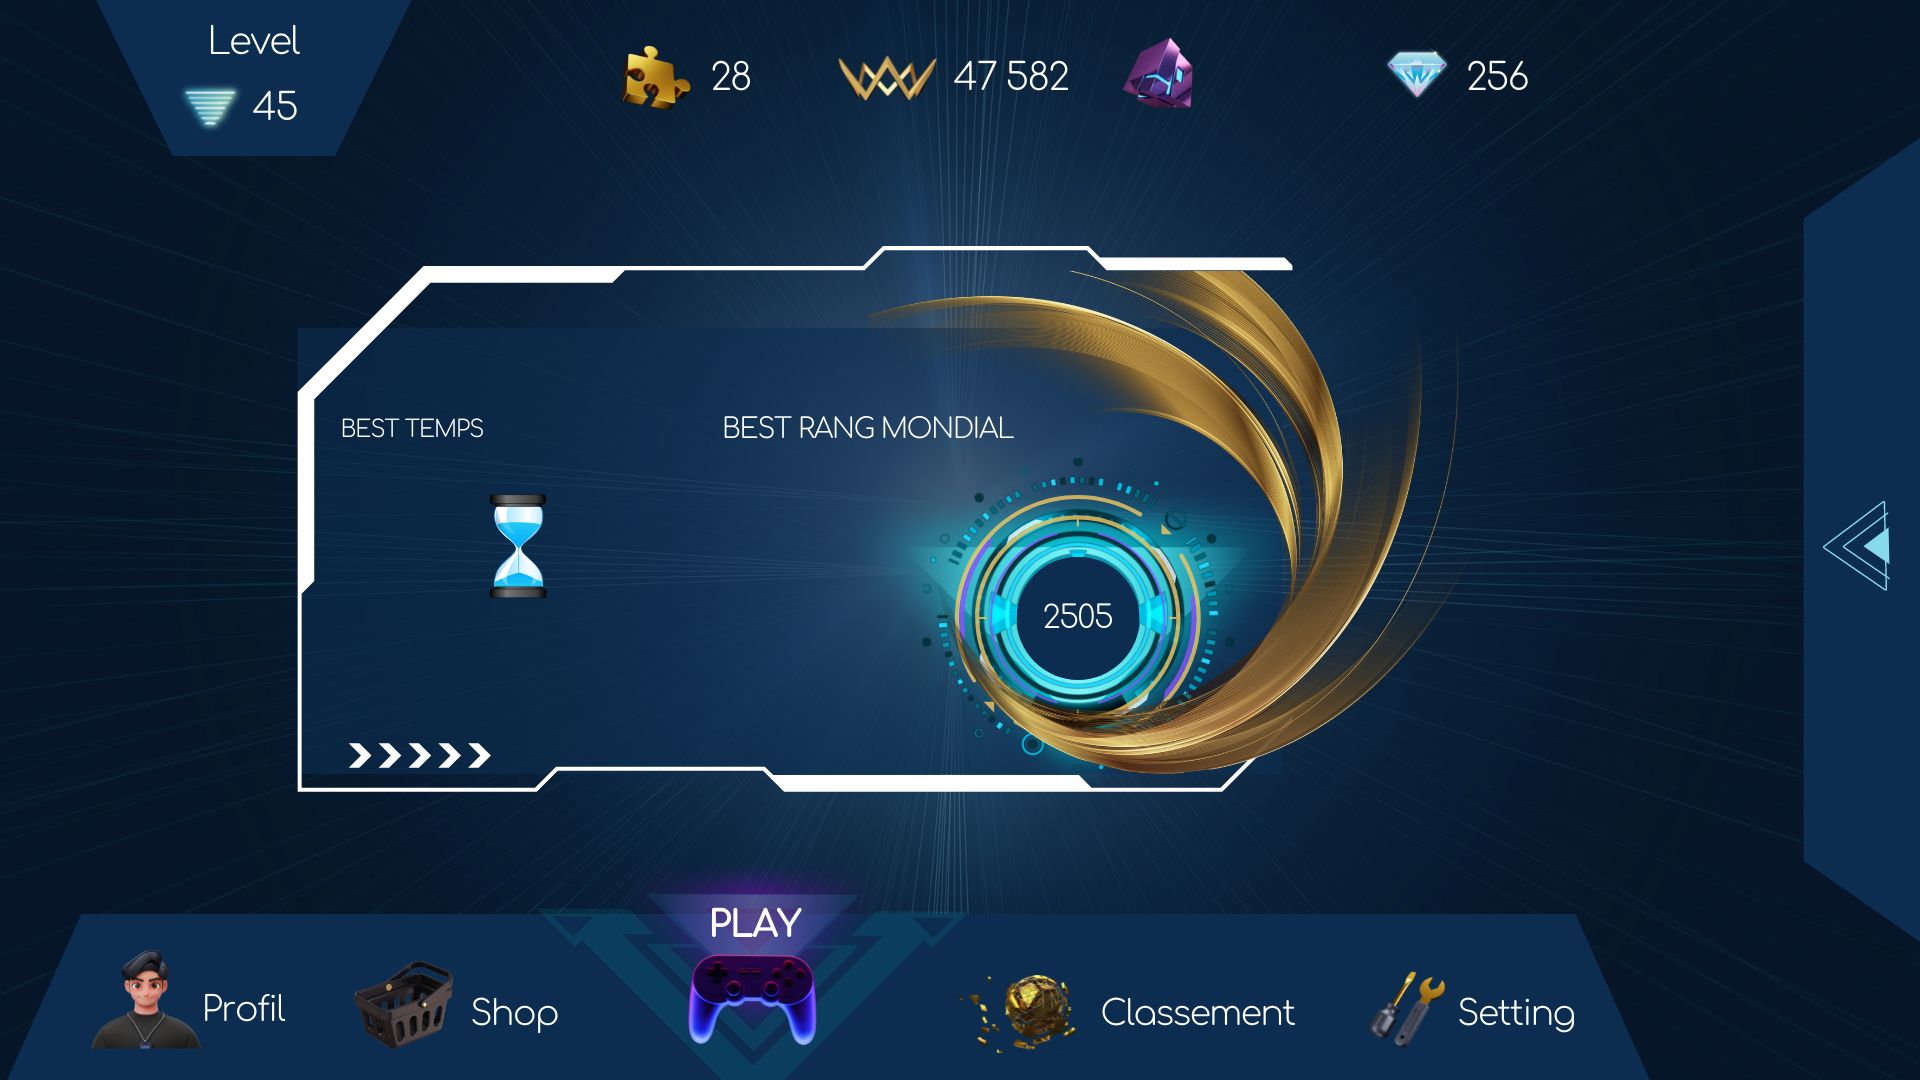 Level
45
28
47 582
256
BEST TEMPS
BEST RANG MONDIAL
2505
PLAY
Profil
Shop
Classement
Setting